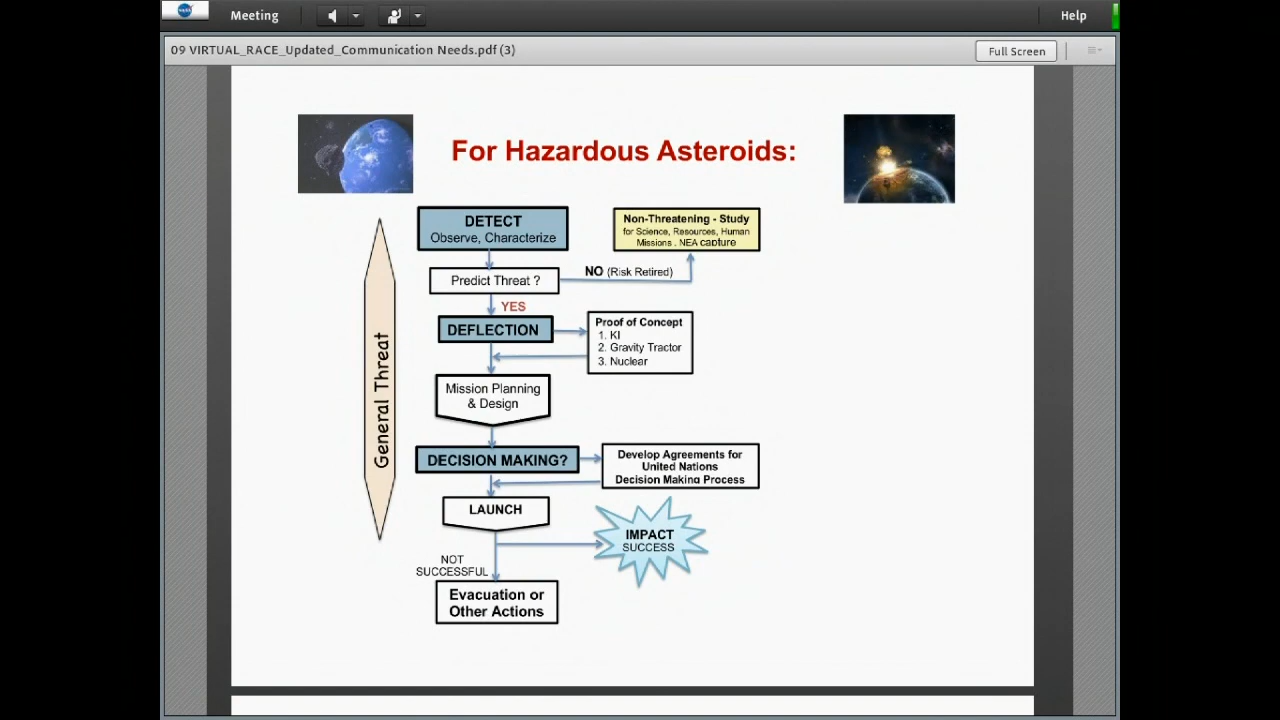 Meeting
Help
09 VIRTUAL_RACE_Updated_Communication Needs.pdf (3)
Full Screen
For Hazardous Asteroids:
General Threat
DETECT
Observe, Characterize
Non-Threatening - Study
for Science, Resources, Human
Missions , NEA capture
Predict Threat ?
NO (Risk Retired)
YES
DEFLECTION
Proof of Concept
1. KI
2. Gravity Tractor
3. Nuclear
Mission Planning
& Design
DECISION MAKING?
Develop Agreements for
United Nations
Decision Making Process
LAUNCH
IMPACT
SUCCESS
NOT
SUCCESSFUL
Evacuation or
Other Actions